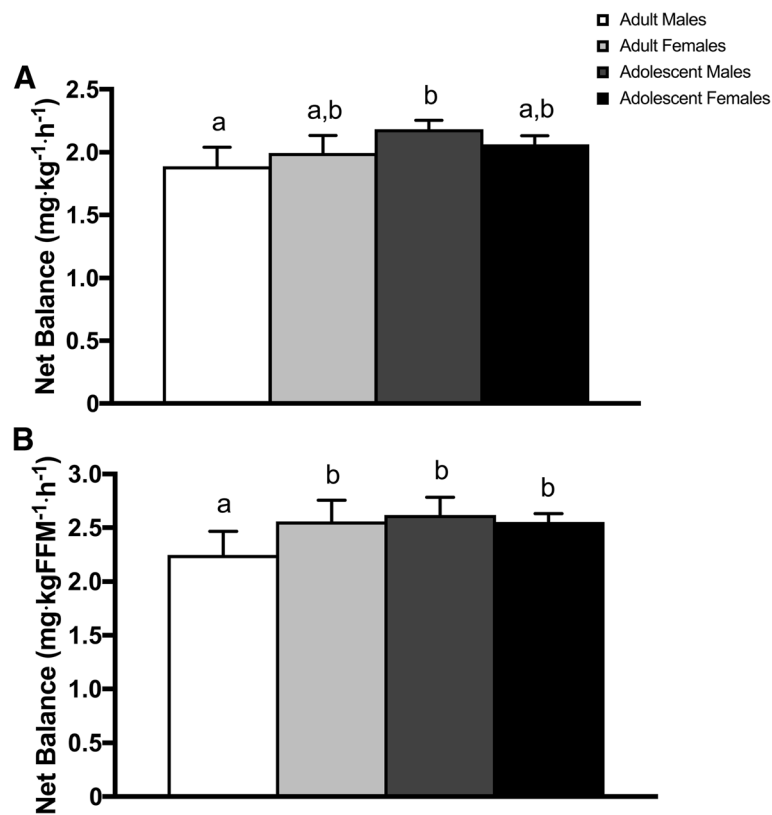 Adult Males
Adult Females
Adolescent Males
Adolescent Females
A
Net Balance (mg·kg⁻¹·h⁻¹)
2.5
2.0
1.5
1.0
0.5
0
a
a,b
b
a,b
B
Net Balance (mg·kgFFM⁻¹·h⁻¹)
3.0
2.5
2.0
1.5
1.0
0.5
0
a
b
b
b